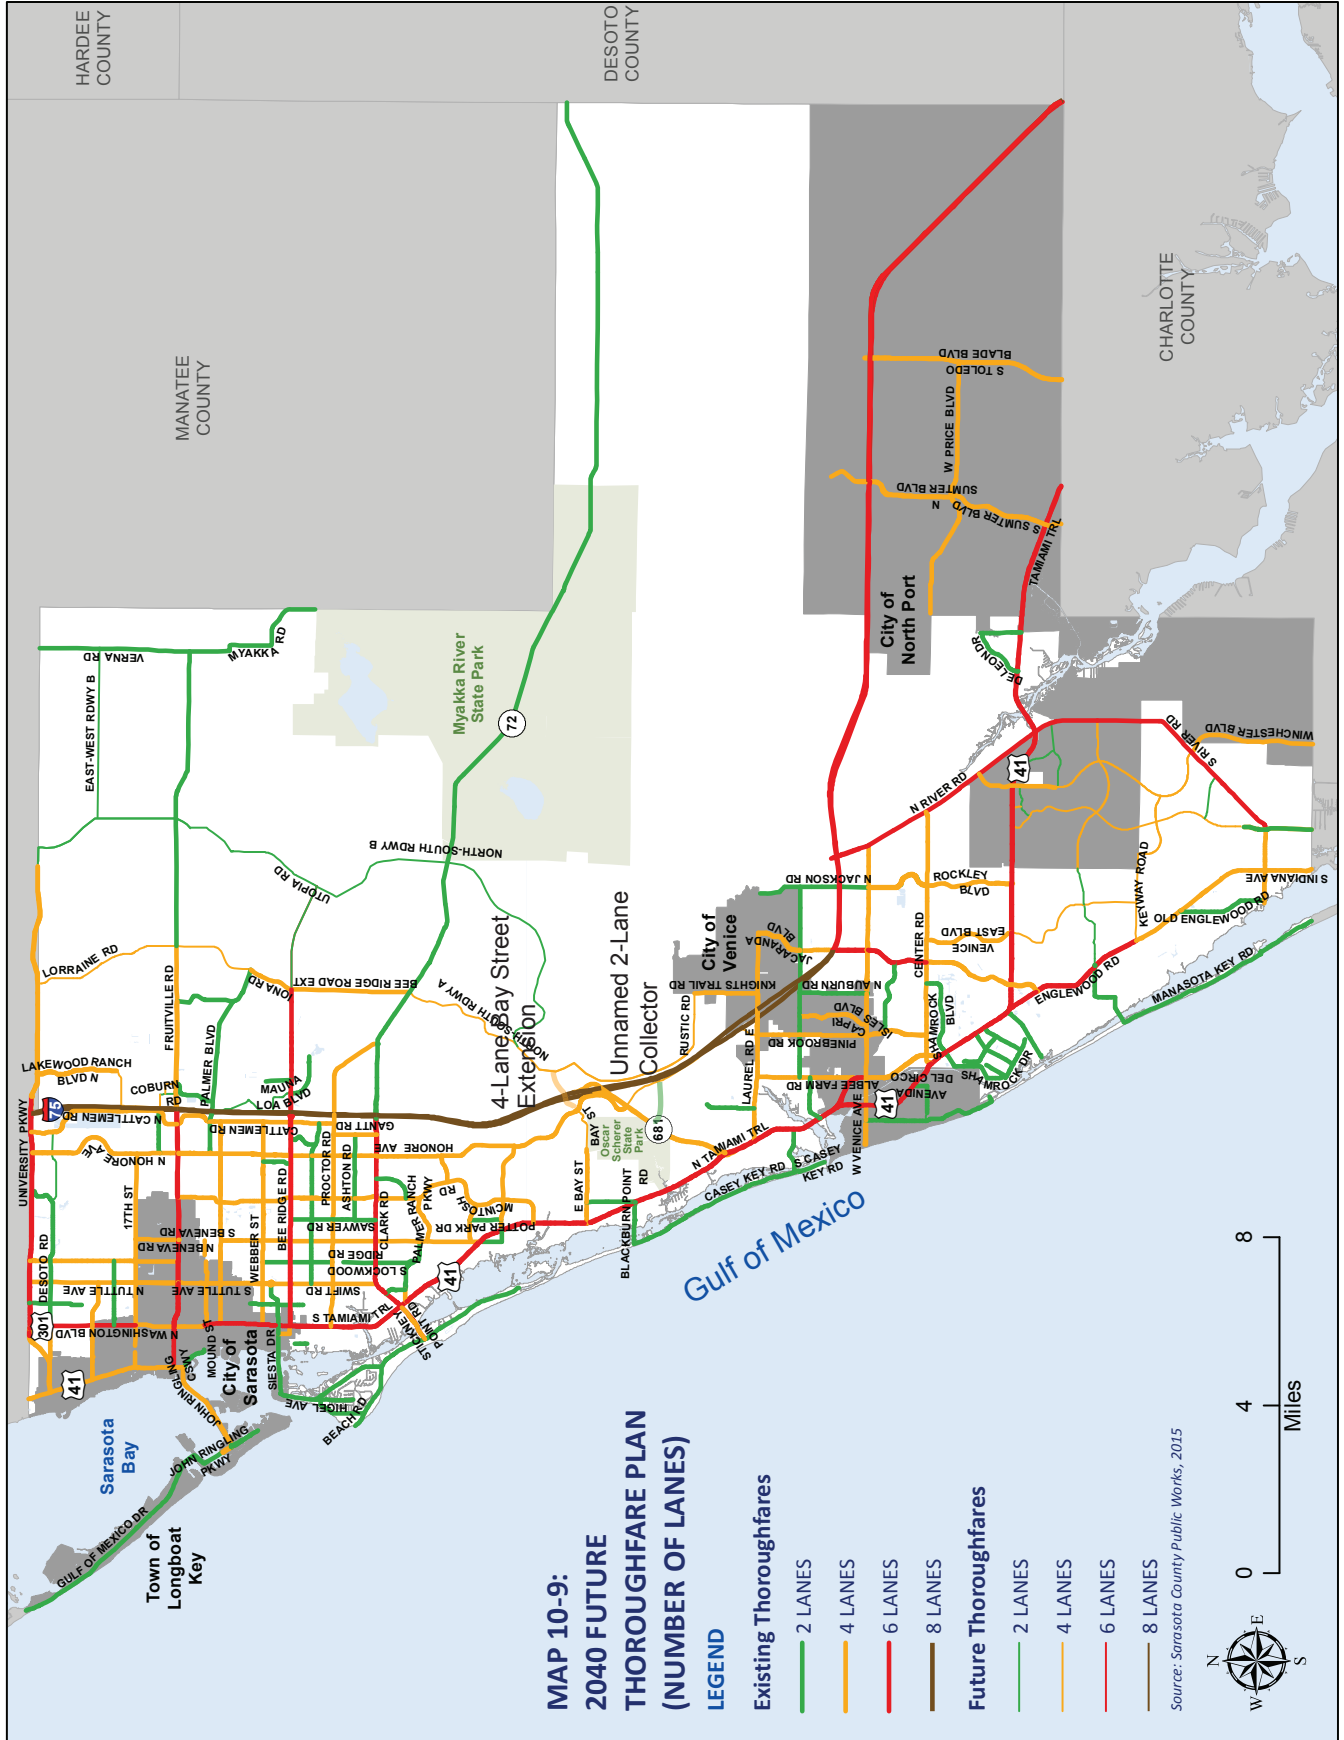 HARDEE
COUNTY
DESOTO
COUNTY
MANATEE
COUNTY
CHARLOTTE
COUNTY
VERNA RD
MYAKKA
RD
EAST-WEST RDWY B
Myakka River
State Park
72
NORTH-SOUTH RDWY B
UTOPIA RD
LORRAINE RD
FRUITVILLE RD
IONA RD
BEE RIDGE ROAD EXT
NORTH-SOUTH RDWY A
4-Lane Bay Street
Extension
Unnamed 2-Lane
Collector
LAKEWOOD RANCH
BLVD N
COBURN
RD
PALMER BLVD
MAUNA
LOA BLVD
UNIVERSITY PKWY
75
N CATTLEMEN RD
CATTLEMEN RD
GANTT RD
HONORE AVE
N HONORE AVE
17TH ST
PROCTOR RD
ASHTON RD
BEE RIDGE RD
SAWYER RD
CLARK RD
PALMER RANCH
PKWY
MCINTOSH
RD
POTTER PARK DR
E BAY ST
BAY ST
Oscar
Scherer
State
Park
681
BLACKBURN POINT
RD
S BENEVA RD
N BENEVA RD
WEBBER ST
S LOCKWOOD
RIDGE RD
DESOTO RD
N TUTTLE AVE
S TUTTLE AVE
SWIFT RD
301
N WASHINGTON BLVD
S TAMIAMI TRL
41
STICKNEY
POINT RD
41
MOUND ST
City of
Sarasota
SIESTA DR
JOHN RINGLING
CSWY
HIGEL AVE
BEACH RD
Sarasota
Bay
JOHN RINGLING
PKWY
GULF OF MEXICO DR
Town of
Longboat
Key
Gulf of Mexico
N TAMIAMI TRL
CASEY KEY RD
S CASEY
KEY RD
City of
Venice
KNIGHTS TRAIL RD
RUSTIC RD
LAUREL RD E
JACARANDA
BLVD
N JACKSON RD
N AUBURN RD
CAPRI
ISLES BLVD
PINEBROOK RD
ALBEE FARM RD
W VENICE AVE
41
AVENIDA
DEL CIRCO
SHAMROCK
BLVD
SHAMROCK DR
CENTER RD
ROCKLEY
BLVD
VENICE
EAST BLVD
ENGLEWOOD RD
MANASOTA KEY RD
OLD ENGLEWOOD RD
S INDIANA AVE
KEYWAY ROAD
N RIVER RD
41
S RIVER RD
WINCHESTER BLVD
DELEON DR
TAMIAMI TRL
City of
North Port
N
SUMTER BLVD
S SUMTER BLVD
W PRICE BLVD
S TOLEDO
BLADE BLVD
MAP 10-9:
2040 FUTURE
THOROUGHFARE PLAN
(NUMBER OF LANES)
LEGEND
Existing Thoroughfares
2 LANES
4 LANES
6 LANES
8 LANES
Future Thoroughfares
2 LANES
4 LANES
6 LANES
8 LANES
Source: Sarasota County Public Works, 2015
0 4 8
Miles
N
W E
S